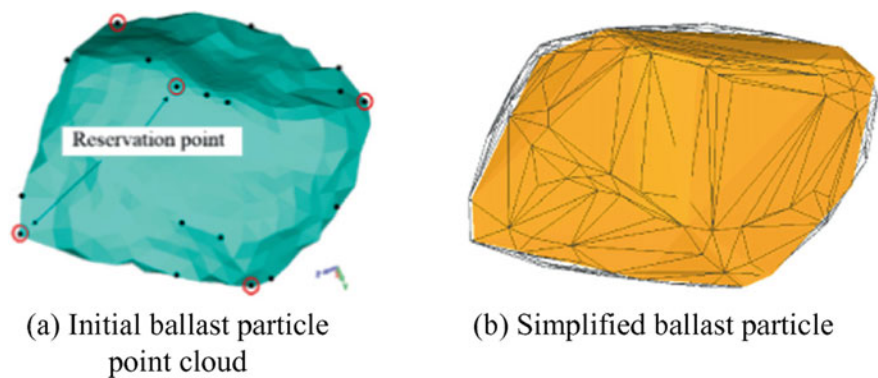 Reservation point
(a) Initial ballast particle
point cloud
(b) Simplified ballast particle